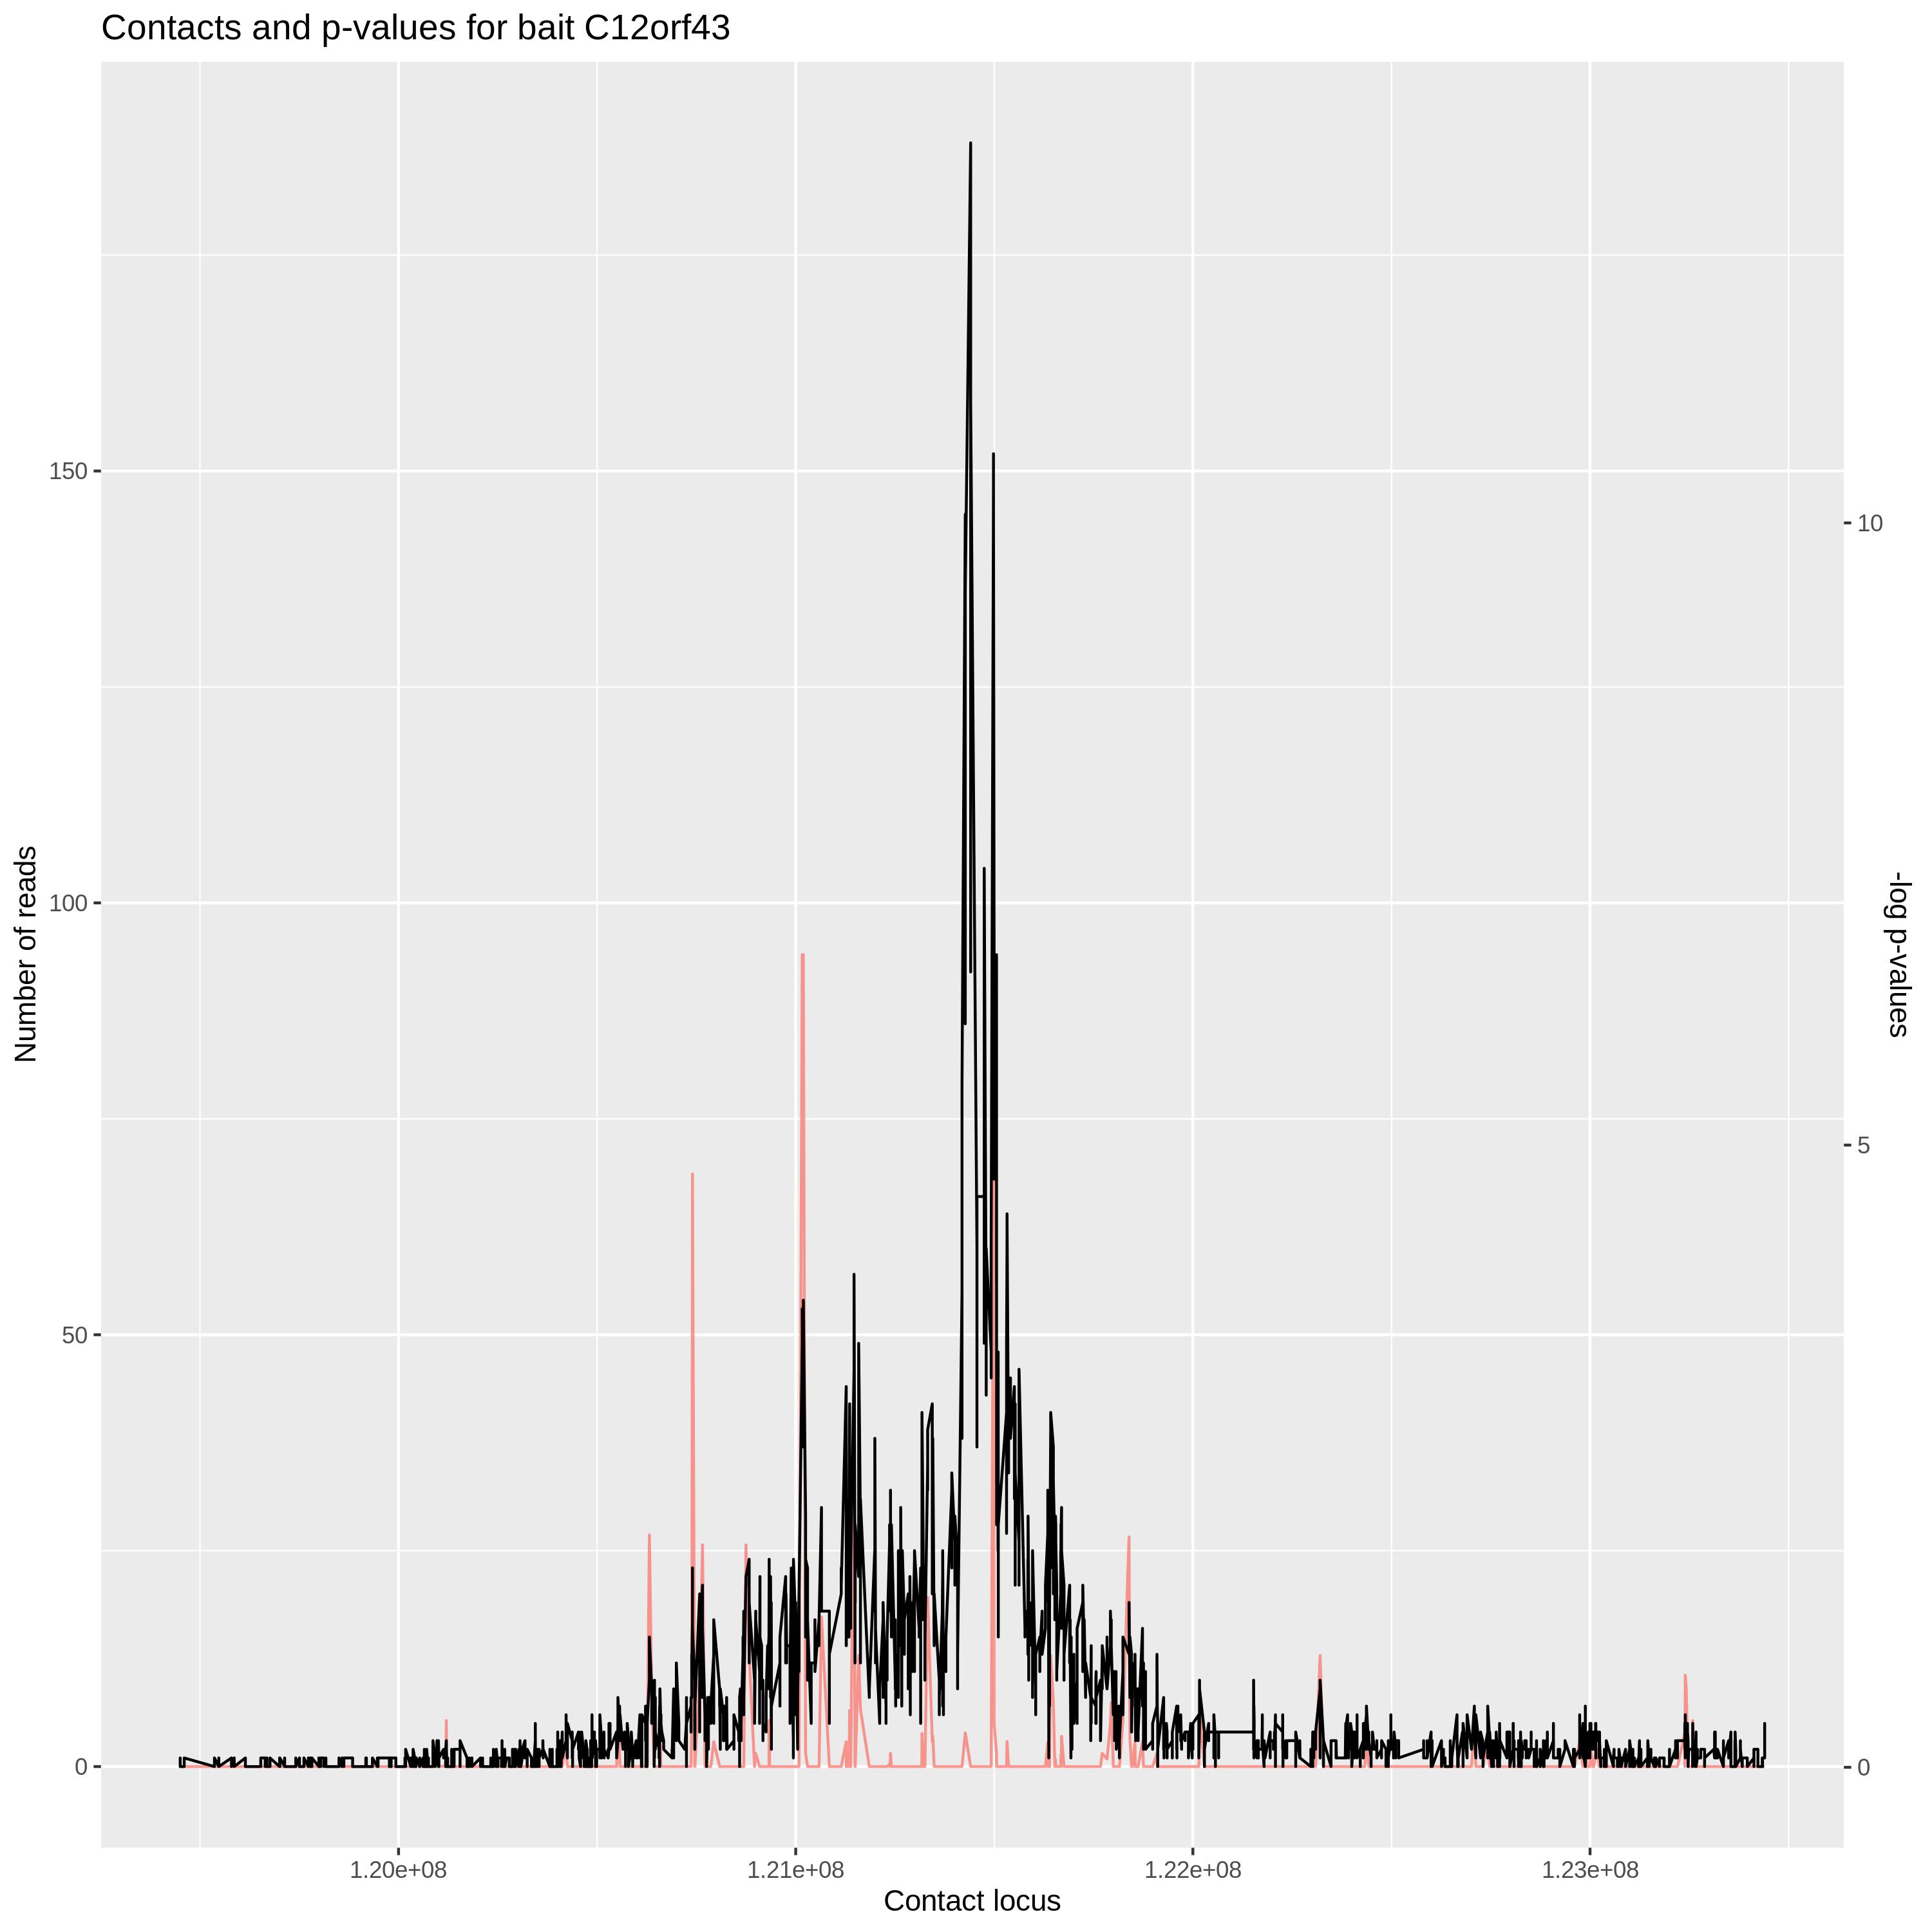 Contacts and p-values for bait C12orf43
150
100
50
0
Number of reads
10
5
0
-log p-values
1.20e+08
1.21e+08
1.22e+08
1.23e+08
Contact locus